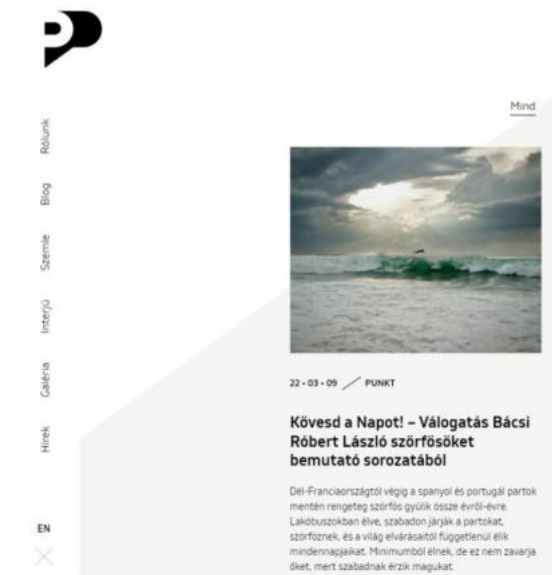 Rólunk
Blog
Szemle
Interjú
Galéria
Hírek
EN
Mind
22 • 03 • 09 ╱ PUNKT
Kövesd a Napot! – Válogatás Bácsi
Róbert László szörfösöket
bemutató sorozatából
Dél-Franciaországtól végig a spanyol és portugál partok
mentén rengeteg szörfös gyűlik össze évről-évre.
Lakóbuszokban élve, szabadon járják a partokat,
szörföznek, és a világ elvárásaitól függetlenül élik
mindennapjaikat. Minimumból élnek, de ez nem zavarja
őket, mert szabadnak érzik magukat.